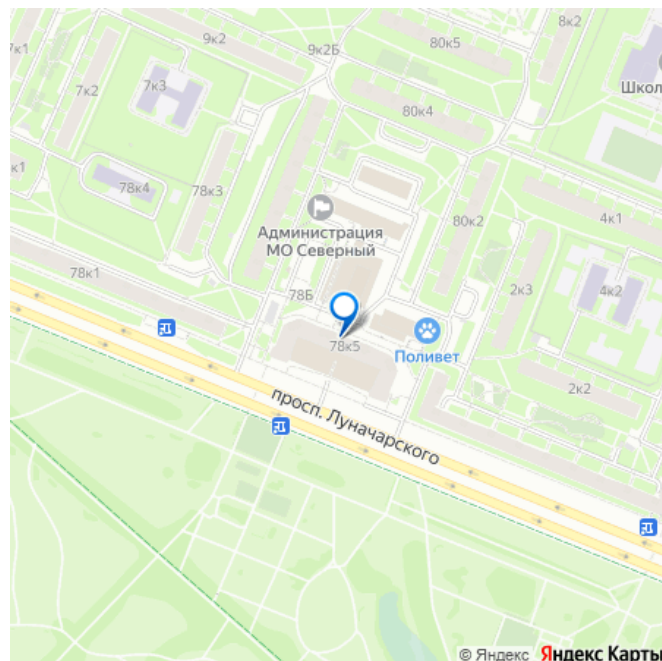 7к1
9к2
9к2Б
80к5
8к2
7к2
7к3
80к4
Школ
к1
78к4
78к3
Администрация
МО Северный
80к2
4к1
78к1
78Б
2к3
4к2
78к5
Поливет
2к2
просп. Луначарского
© Яндекс Яндекс Карты